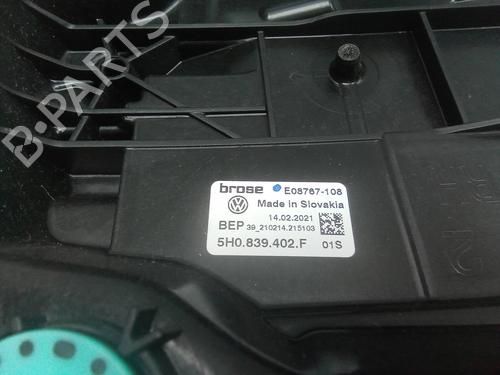 B-PARTS
brose E08767-108
Made in Slovakia
14.02.2021
BEP 39_210214.215103
5H0.839.402.F 01S